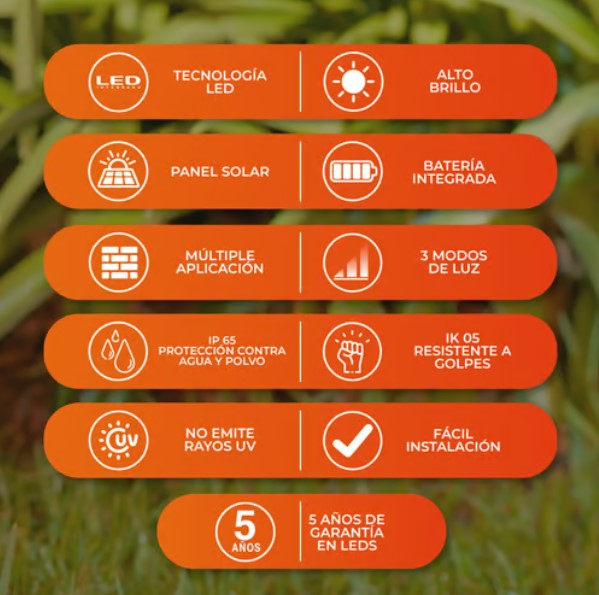 LED
INTEGRADO
TECNOLOGÍA
LED
ALTO
BRILLO
PANEL SOLAR
BATERÍA
INTEGRADA
MÚLTIPLE
APLICACIÓN
3 MODOS
DE LUZ
IP 65
PROTECCIÓN CONTRA
AGUA Y POLVO
IK 05
RESISTENTE A
GOLPES
UV
NO EMITE
RAYOS UV
FÁCIL
INSTALACIÓN
5
AÑOS
5 AÑOS DE
GARANTÍA
EN LEDS